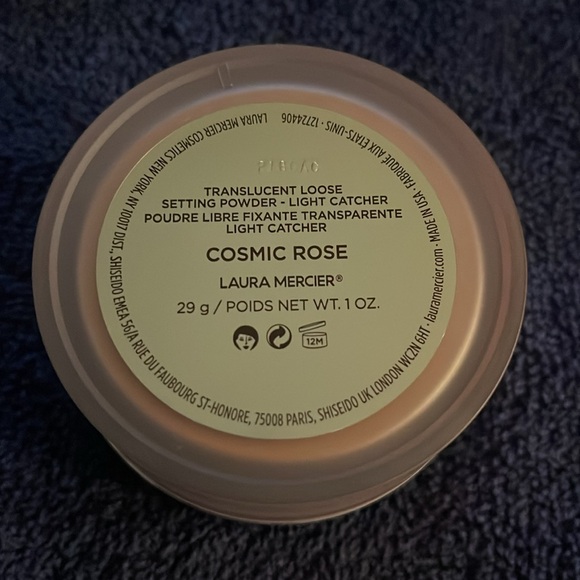 TRANSLUCENT LOOSE
SETTING POWDER - LIGHT CATCHER
POUDRE LIBRE FIXANTE TRANSPARENTE
LIGHT CATCHER
COSMIC ROSE
LAURA MERCIER®
29 g / POIDS NET WT. 1 OZ.
12M
LAURA MERCIER COSMETICS NEW YORK, NY 10017 DIST., SHISEIDO EMEA 56/A RUE DU FAUBOURG ST-HONORE, 75008 PARIS, SHISEIDO UK LONDON WC2N 6HT · lauramercier.com · MADE IN USA · FABRIQUÉ AUX ÉTATS-UNIS · 12724406